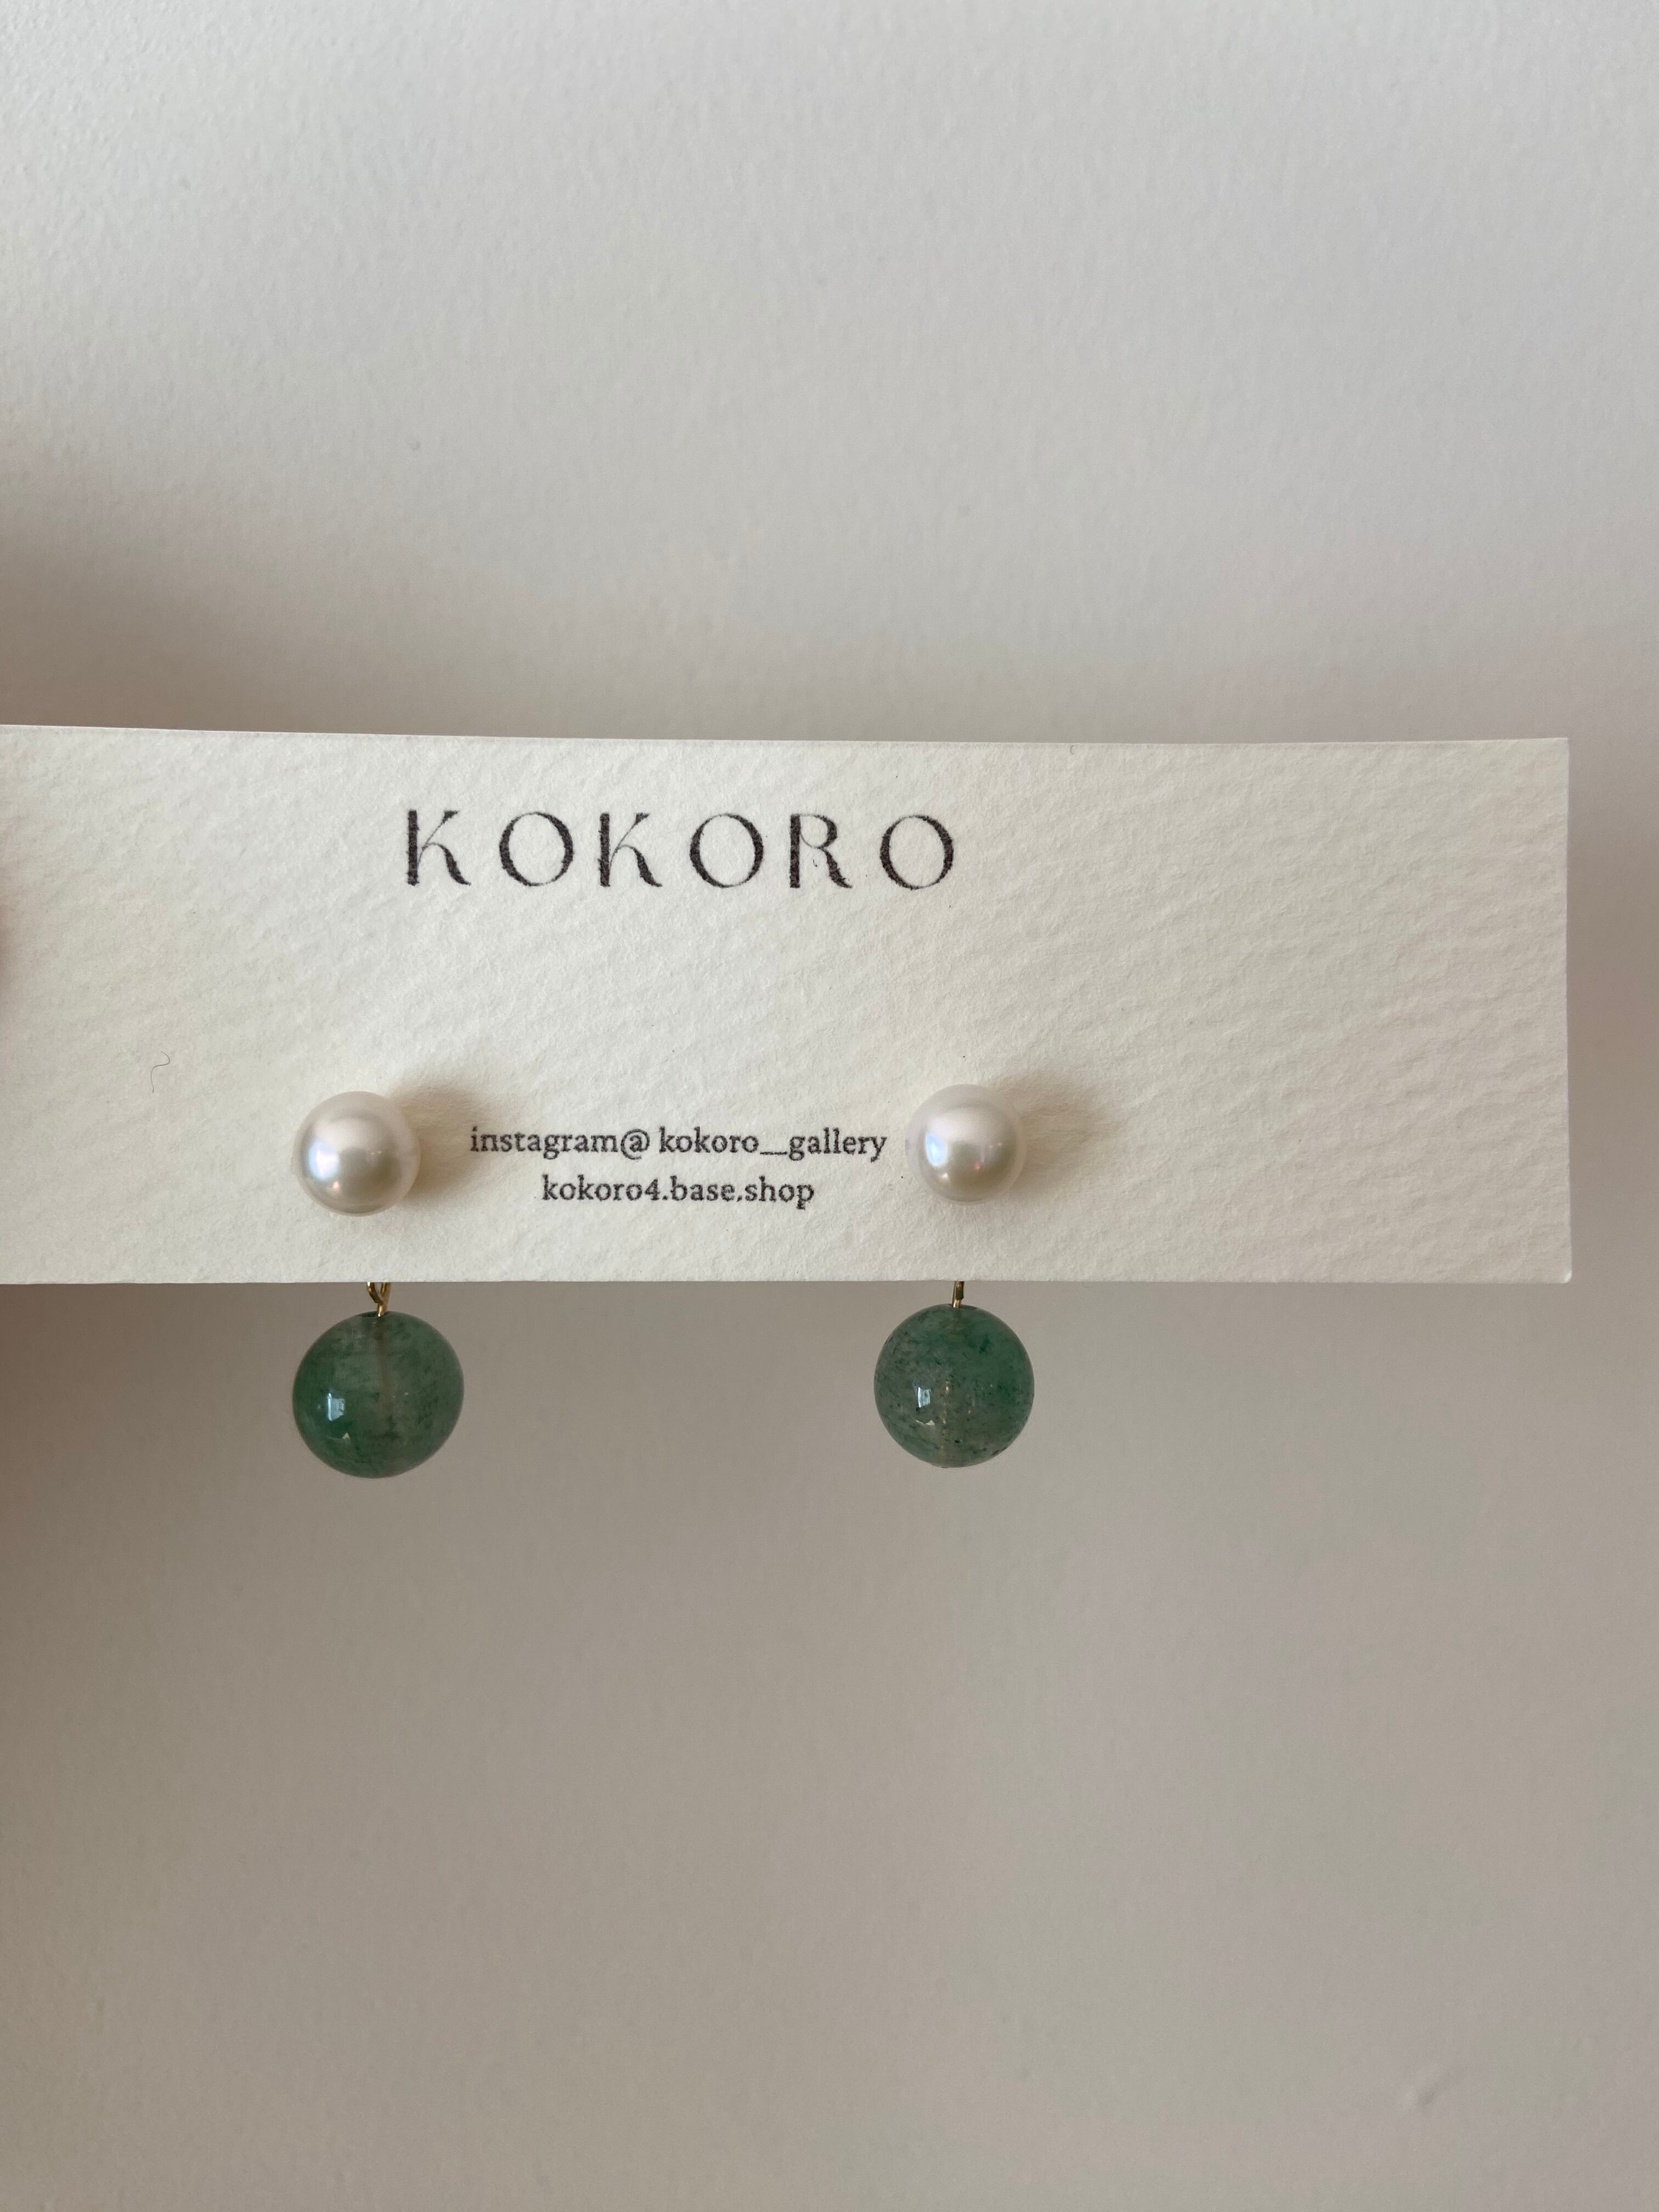 KOKORO
instagram@ kokoro__gallery
kokoro4.base.shop